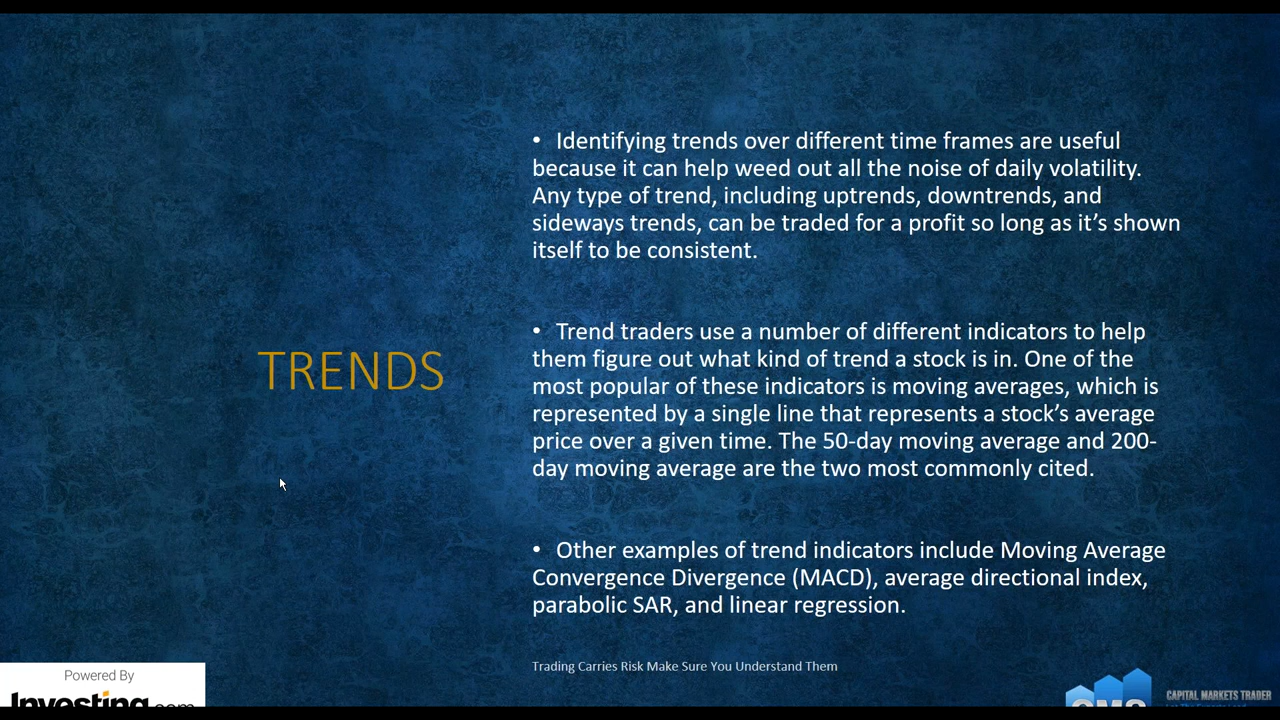 • Identifying trends over different time frames are useful
because it can help weed out all the noise of daily volatility.
Any type of trend, including uptrends, downtrends, and
sideways trends, can be traded for a profit so long as it’s shown
itself to be consistent.
TRENDS
• Trend traders use a number of different indicators to help
them figure out what kind of trend a stock is in. One of the
most popular of these indicators is moving averages, which is
represented by a single line that represents a stock’s average
price over a given time. The 50-day moving average and 200-
day moving average are the two most commonly cited.
• Other examples of trend indicators include Moving Average
Convergence Divergence (MACD), average directional index,
parabolic SAR, and linear regression.
Trading Carries Risk Make Sure You Understand Them
Powered By
Investing.com
CAPITAL MARKETS TRADER